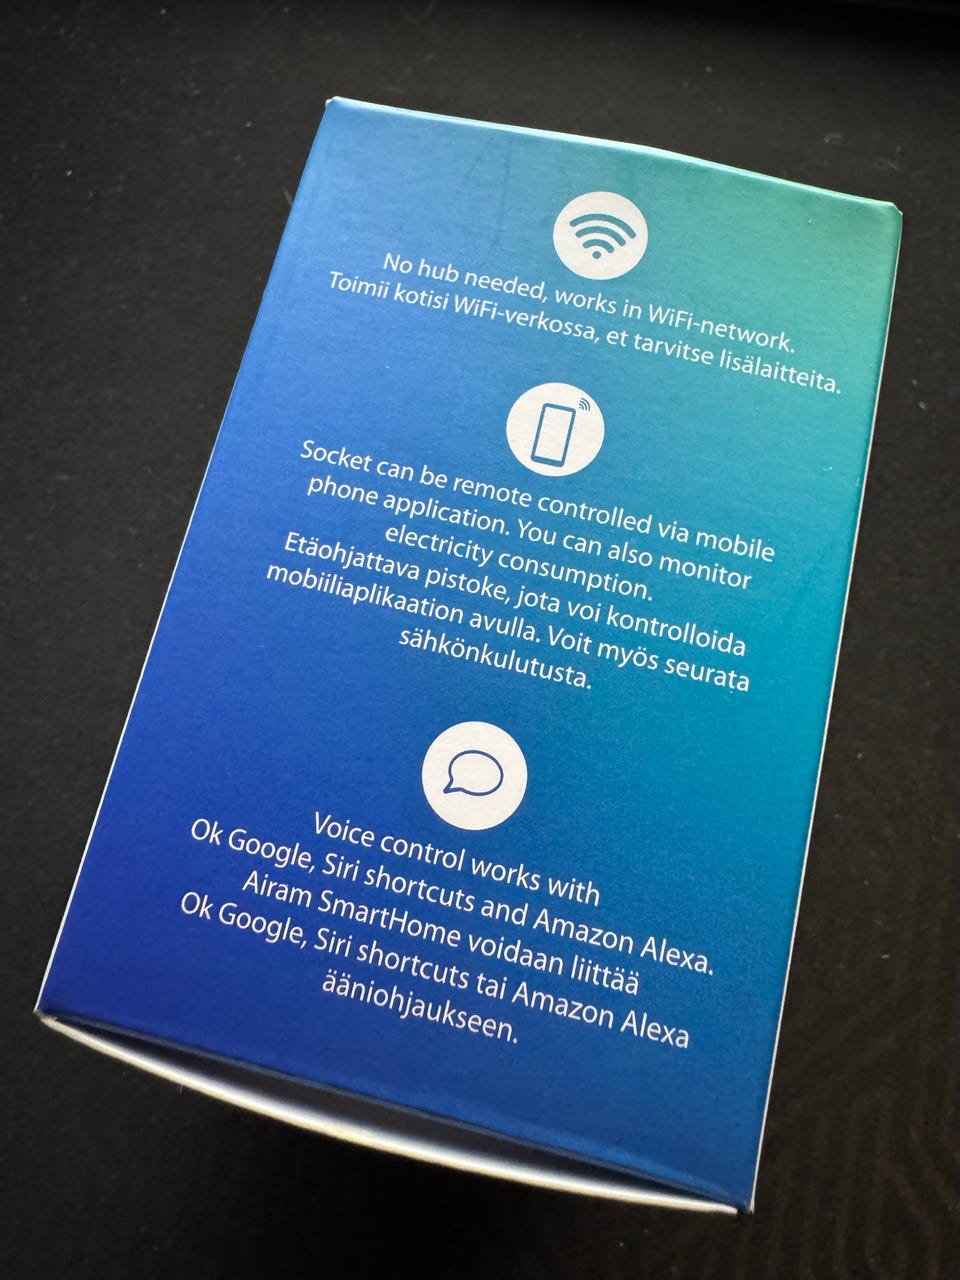 No hub needed, works in WiFi-network.
Toimii kotisi WiFi-verkossa, et tarvitse lisälaitteita.
Socket can be remote controlled via mobile
phone application. You can also monitor
electricity consumption.
Etäohjattava pistoke, jota voi kontrolloida
mobiiliaplikaation avulla. Voit myös seurata
sähkönkulutusta.
Voice control works with
Ok Google, Siri shortcuts and Amazon Alexa.
Airam SmartHome voidaan liittää
Ok Google, Siri shortcuts tai Amazon Alexa
ääniohjaukseen.